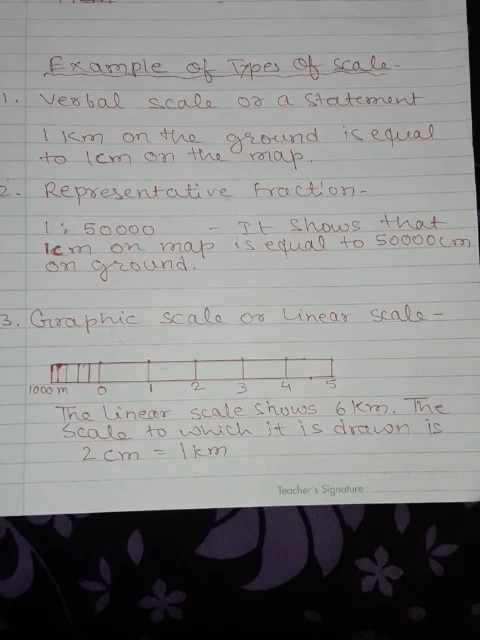 Example of Types of scale-
1. Verbal scale or a statement
1 Km on the ground is equal
to 1cm on the map.
2. Representative Fraction-
1: 50000 - It shows that
1cm on map is equal to 50000cm
on ground.
3. Graphic scale or Linear scale-
1000 m 0 1 2 3 4 5
The Linear scale shows 6 Km. The
Scale to which it is drawn is
2 cm = 1 km
Teacher's Signature